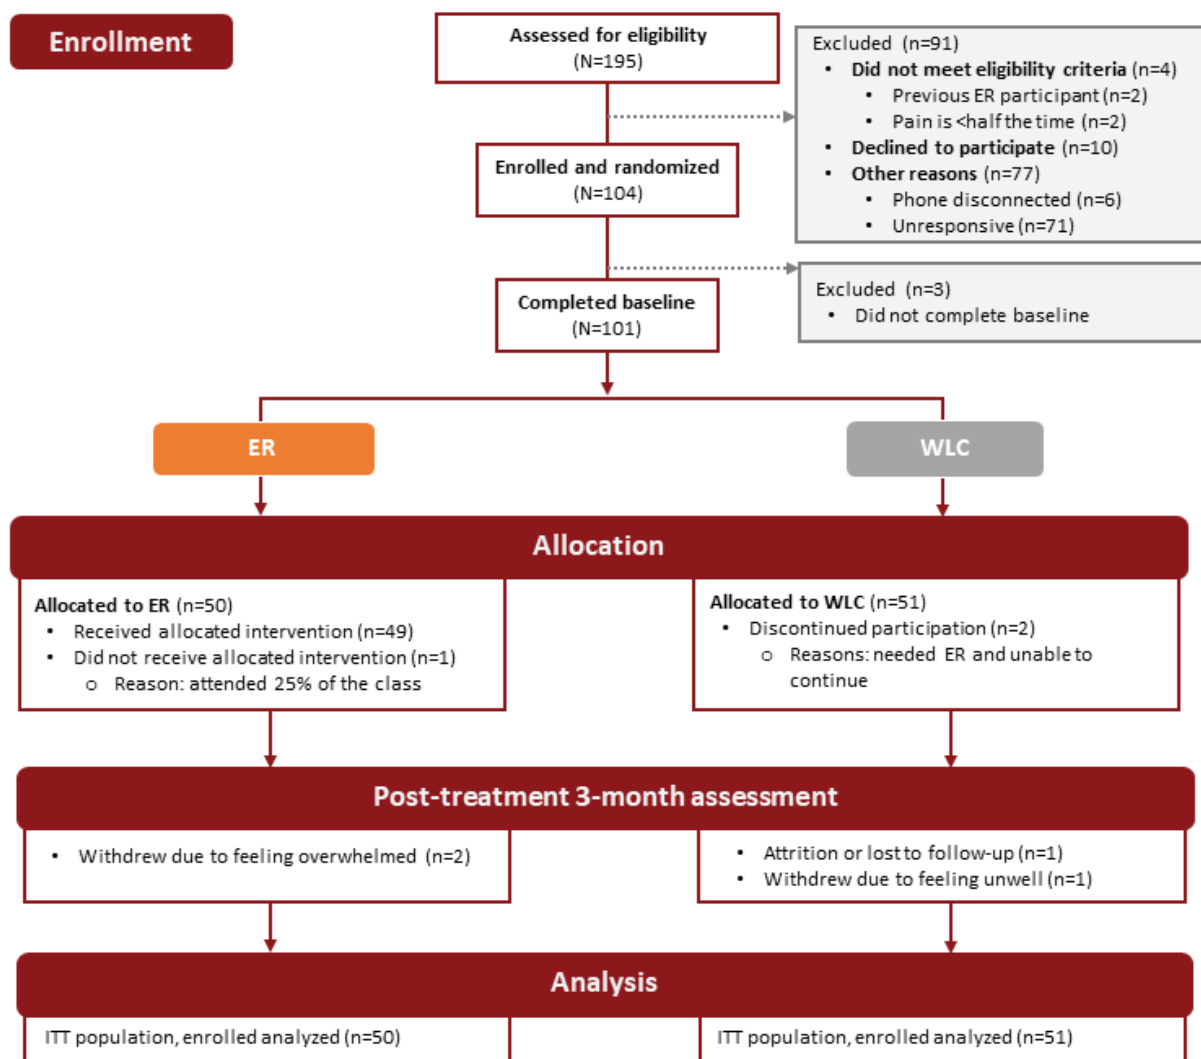 Enrollment
Assessed for eligibility
(N=195)
Excluded (n=91)
• Did not meet eligibility criteria (n=4)
• Previous ER participant (n=2)
• Pain is <half the time (n=2)
• Declined to participate (n=10)
• Other reasons (n=77)
• Phone disconnected (n=6)
• Unresponsive (n=71)
Enrolled and randomized
(N=104)
Excluded (n=3)
• Did not complete baseline
Completed baseline
(N=101)
ER
WLC
Allocation
Allocated to ER (n=50)
• Received allocated intervention (n=49)
• Did not receive allocated intervention (n=1)
o Reason: attended 25% of the class
Allocated to WLC (n=51)
• Discontinued participation (n=2)
o Reasons: needed ER and unable to
continue
Post-treatment 3-month assessment
• Withdrew due to feeling overwhelmed (n=2)
• Attrition or lost to follow-up (n=1)
• Withdrew due to feeling unwell (n=1)
Analysis
ITT population, enrolled analyzed (n=50)
ITT population, enrolled analyzed (n=51)